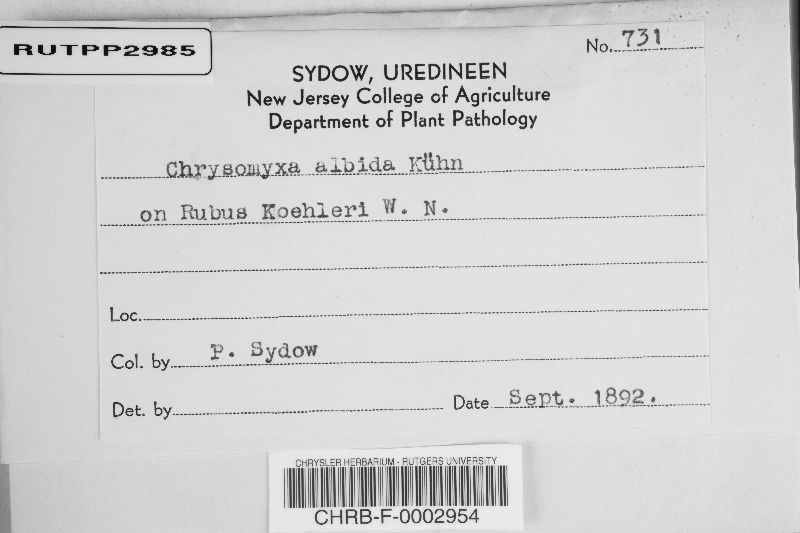 RUTPP2985
No. 731
SYDOW, UREDINEEN
New Jersey College of Agriculture
Department of Plant Pathology
Chrysomyxa albida Kühn
on Rubus Koehleri W. N.
Loc.
Col. by P. Sydow
Det. by Date Sept. 1892.
CHRYSLER HERBARIUM - RUTGERS UNIVERSITY
CHRB-F-0002954